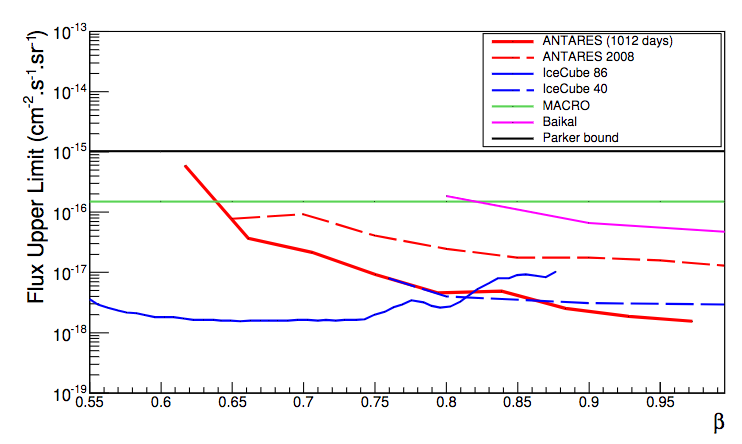 Flux Upper Limit (cm⁻².s⁻¹.sr⁻¹)
10⁻¹³
10⁻¹⁴
10⁻¹⁵
10⁻¹⁶
10⁻¹⁷
10⁻¹⁸
10⁻¹⁹
ANTARES (1012 days)
ANTARES 2008
IceCube 86
IceCube 40
MACRO
Baikal
Parker bound
0.55 0.6 0.65 0.7 0.75 0.8 0.85 0.9 0.95
β